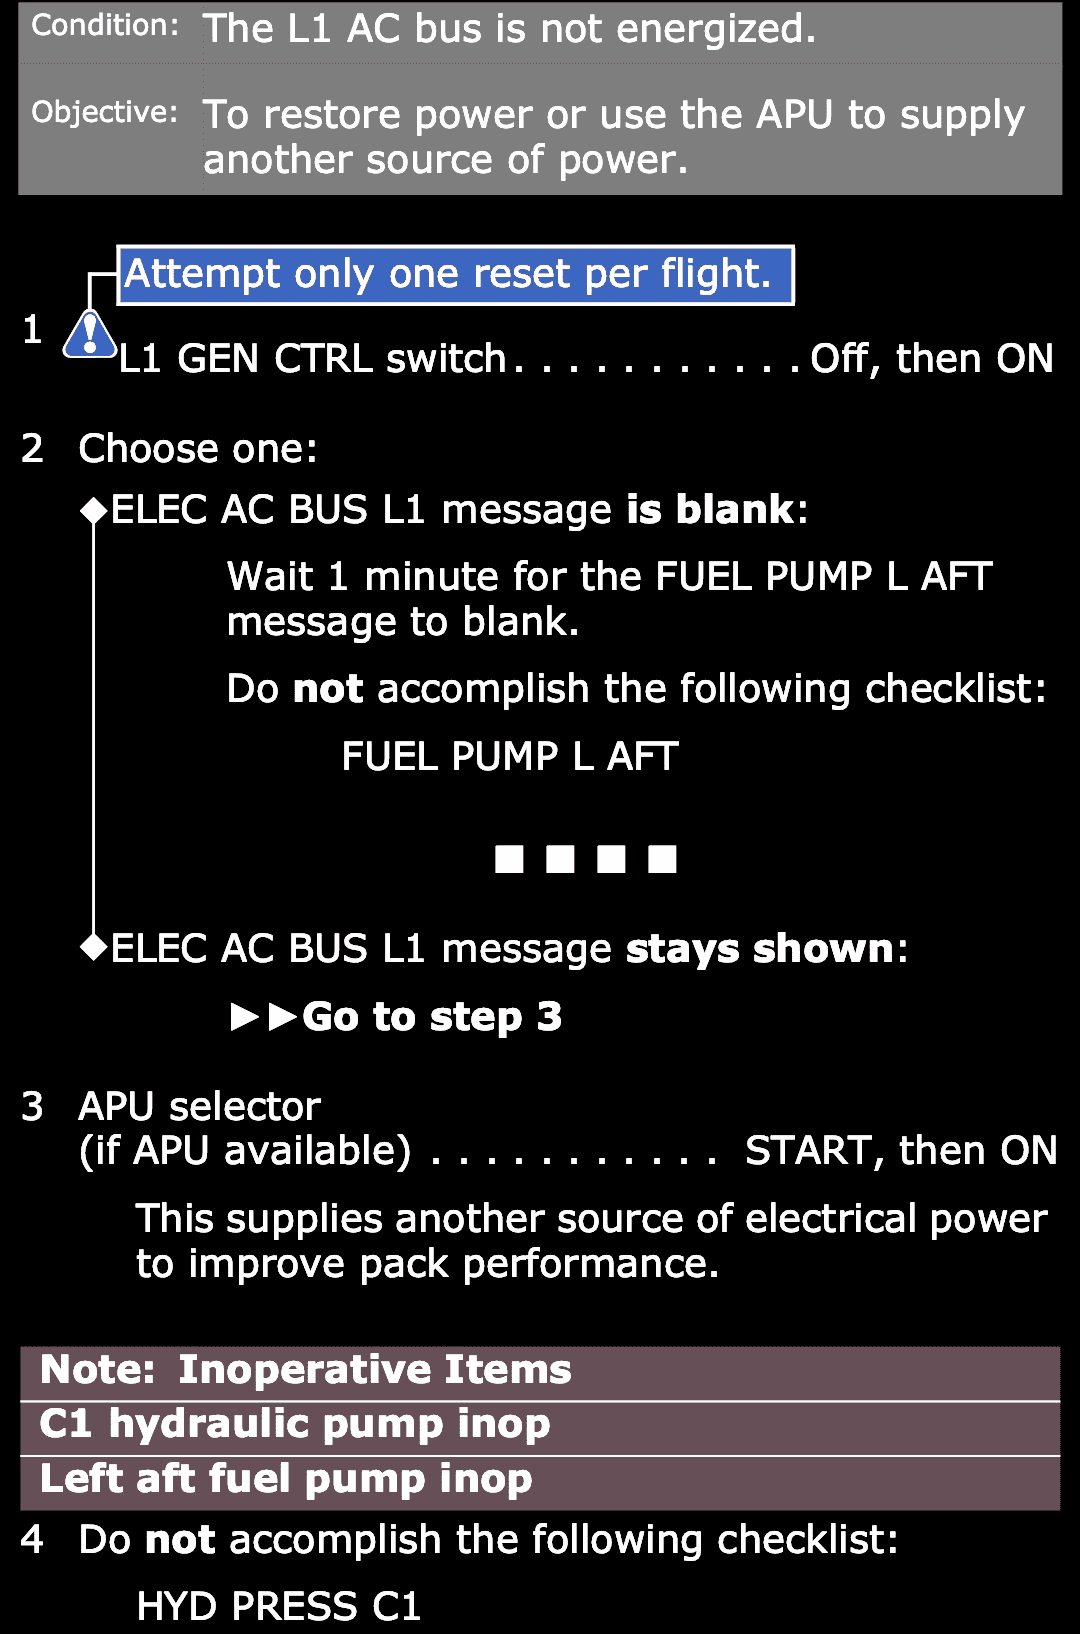 Condition: The L1 AC bus is not energized.
Objective: To restore power or use the APU to supply
another source of power.
Attempt only one reset per flight.
1 L1 GEN CTRL switch. . . . . . . . . . . Off, then ON
2 Choose one:
◆ELEC AC BUS L1 message is blank:
Wait 1 minute for the FUEL PUMP L AFT
message to blank.
Do not accomplish the following checklist:
FUEL PUMP L AFT
■ ■ ■ ■
◆ELEC AC BUS L1 message stays shown:
►►Go to step 3
3 APU selector
(if APU available) . . . . . . . . . . . START, then ON
This supplies another source of electrical power
to improve pack performance.
Note: Inoperative Items
C1 hydraulic pump inop
Left aft fuel pump inop
4 Do not accomplish the following checklist:
HYD PRESS C1